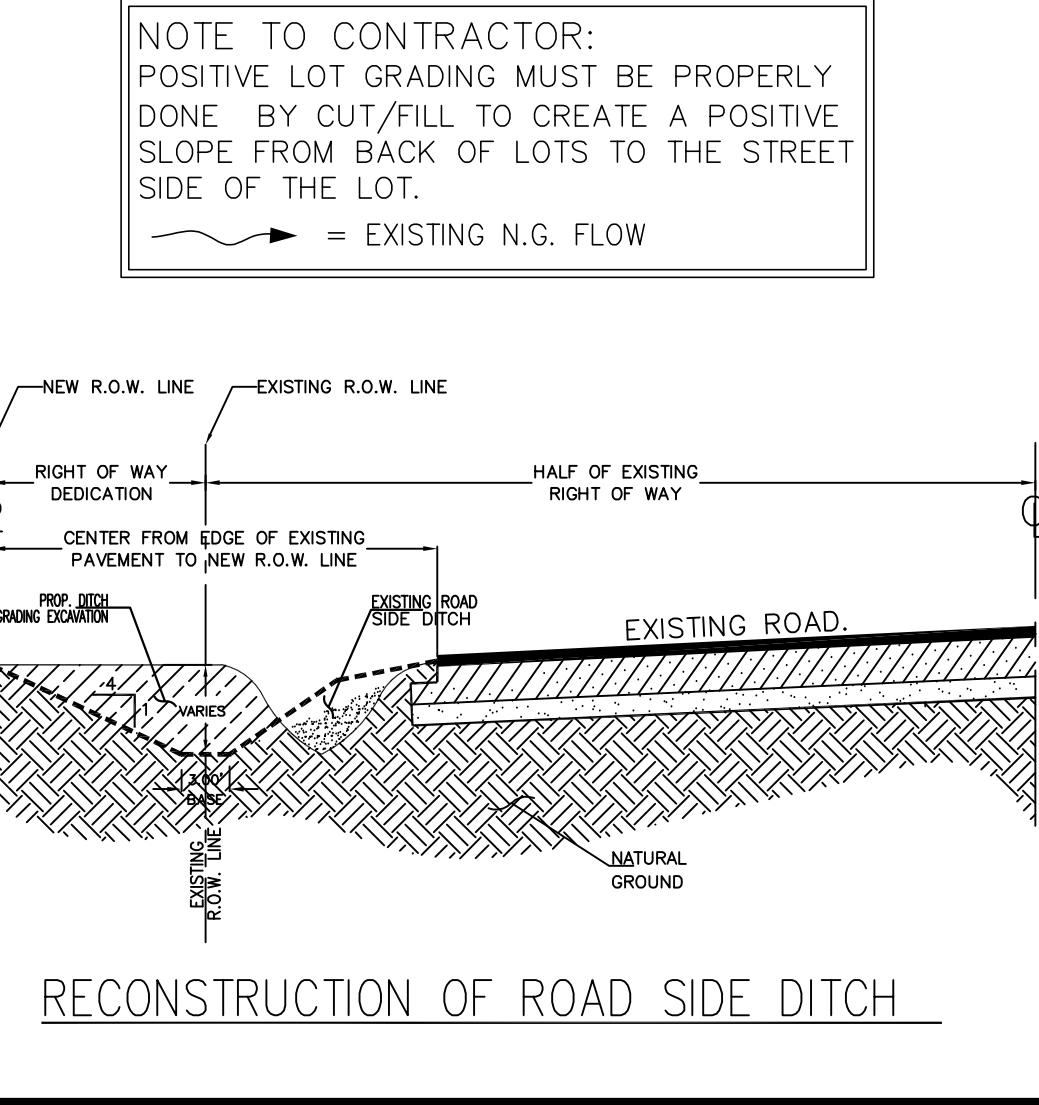 NOTE TO CONTRACTOR:
POSITIVE LOT GRADING MUST BE PROPERLY
DONE BY CUT/FILL TO CREATE A POSITIVE
SLOPE FROM BACK OF LOTS TO THE STREET
SIDE OF THE LOT.
= EXISTING N.G. FLOW
NEW R.O.W. LINE
EXISTING R.O.W. LINE
RIGHT OF WAY
DEDICATION
HALF OF EXISTING
RIGHT OF WAY
CENTER FROM EDGE OF EXISTING
PAVEMENT TO NEW R.O.W. LINE
PROP. DITCH
GRADING EXCAVATION
EXISTING ROAD
SIDE DITCH
EXISTING ROAD.
4
1
VARIES
3.00'
BASE
EXISTING
R.O.W. LINE
NATURAL
GROUND
RECONSTRUCTION OF ROAD SIDE DITCH